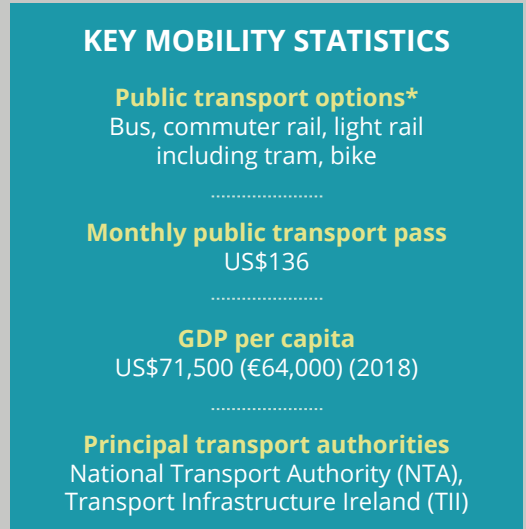 KEY MOBILITY STATISTICS
Public transport options*
Bus, commuter rail, light rail
including tram, bike
Monthly public transport pass
US$136
GDP per capita
US$71,500 (€64,000) (2018)
Principal transport authorities
National Transport Authority (NTA),
Transport Infrastructure Ireland (TII)